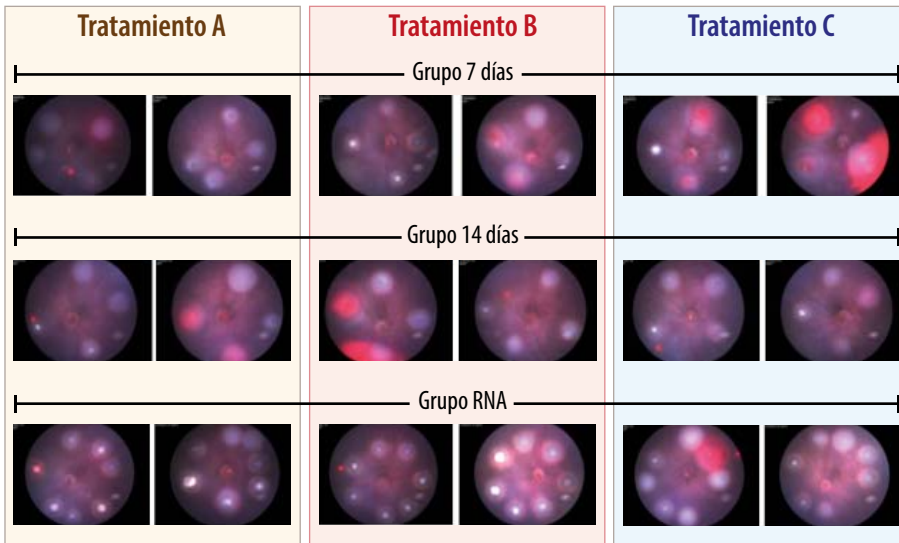 Tratamiento A
Tratamiento B
Tratamiento C
Grupo 7 días
Grupo 14 días
Grupo RNA